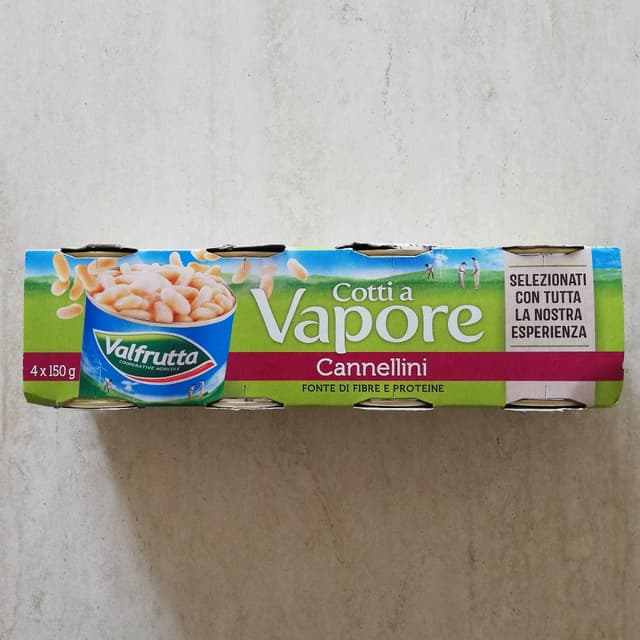 Valfrutta
COOPERATIVE AGRICOLE
4 x 150 g
Cotti a
Vapore
Cannellini
FONTE DI FIBRE E PROTEINE
SELEZIONATI
CON TUTTA
LA NOSTRA
ESPERIENZA